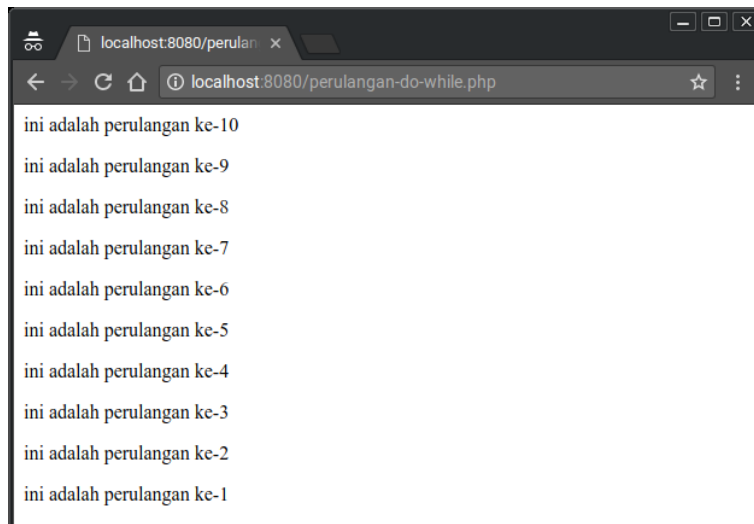 localhost:8080/perulan
localhost:8080/perulangan-do-while.php
ini adalah perulangan ke-10
ini adalah perulangan ke-9
ini adalah perulangan ke-8
ini adalah perulangan ke-7
ini adalah perulangan ke-6
ini adalah perulangan ke-5
ini adalah perulangan ke-4
ini adalah perulangan ke-3
ini adalah perulangan ke-2
ini adalah perulangan ke-1